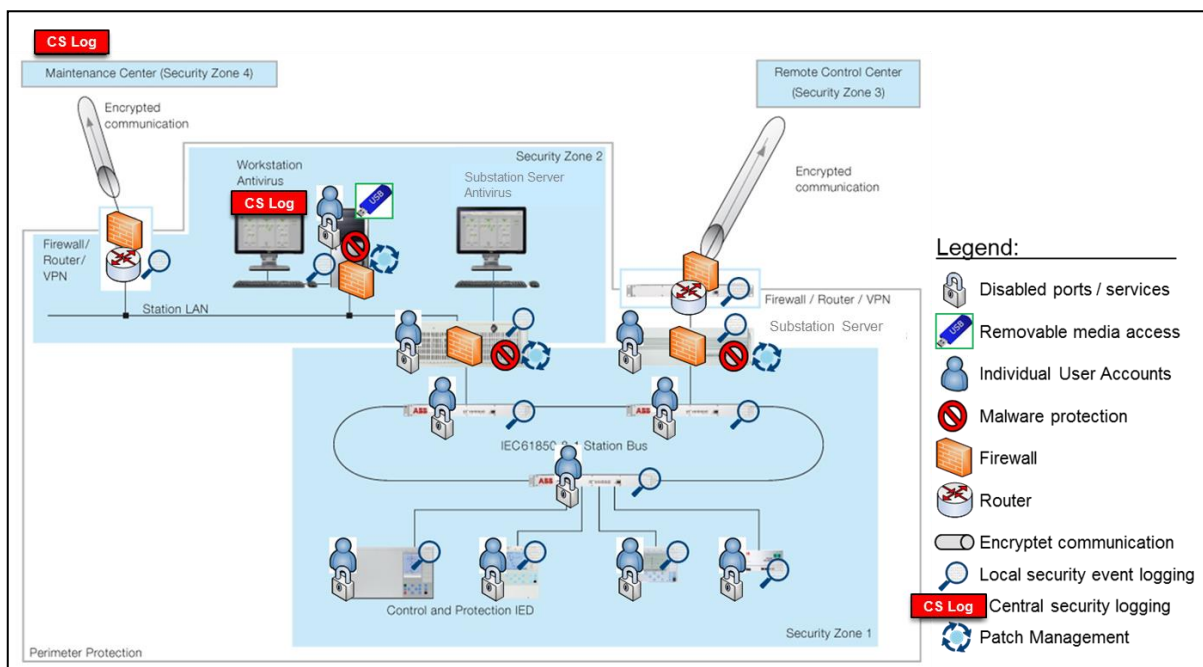 CS Log
Maintenance Center (Security Zone 4)
Remote Control Center
(Security Zone 3)
Encrypted
communication
Security Zone 2
Workstation
Antivirus
CS Log
USB
Substation Server
Antivirus
Encrypted
communication
Firewall/
Router/
VPN
Station LAN
Firewall / Router / VPN
Substation Server
ABB
ABB
IEC61850-8-1 Station Bus
Control and Protection IED
Security Zone 1
Perimeter Protection
Legend:
Disabled ports / services
USB
Removable media access
Individual User Accounts
Malware protection
Firewall
Router
Encryptet communication
Local security event logging
CS Log
Central security logging
Patch Management